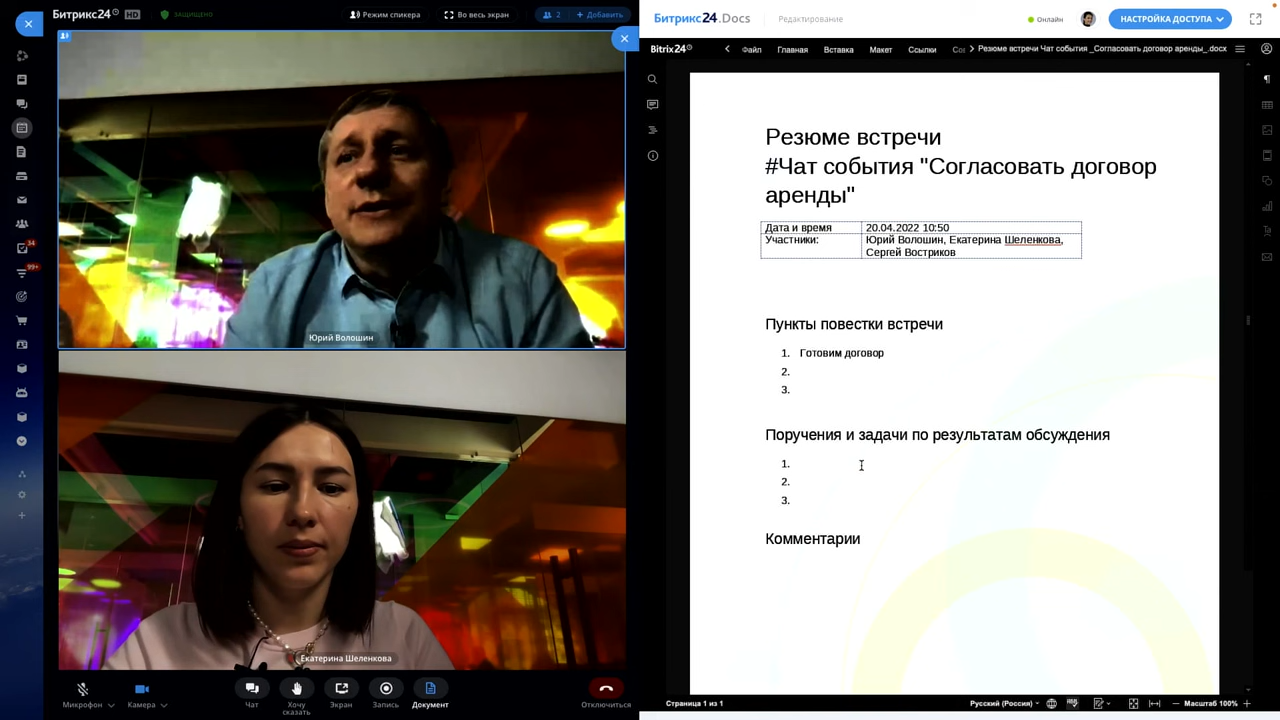 Битрикс24 HD ЗАЩИЩЕНО
Режим спикера
Во весь экран
2 + Добавить
34
99+
Юрий Волошин
Екатерина Шеленкова
Микрофон
Камера
Чат
Хочу
сказать
Экран
Запись
Документ
Отключиться
Битрикс24.Docs
Редактирование
Онлайн
НАСТРОЙКА ДОСТУПА
Bitrix24
Файл
Главная
Вставка
Макет
Ссылки
Резюме встречи Чат события _Согласовать договор аренды_.docx
Резюме встречи
#Чат события "Согласовать договор
аренды"
Дата и время 20.04.2022 10:50
Участники: Юрий Волошин, Екатерина Шеленкова,
Сергей Востриков
Пункты повестки встречи
1. Готовим договор
2.
3.
Поручения и задачи по результатам обсуждения
1.
2.
3.
Комментарии
Страница 1 из 1
Русский (Россия)
Масштаб 100%